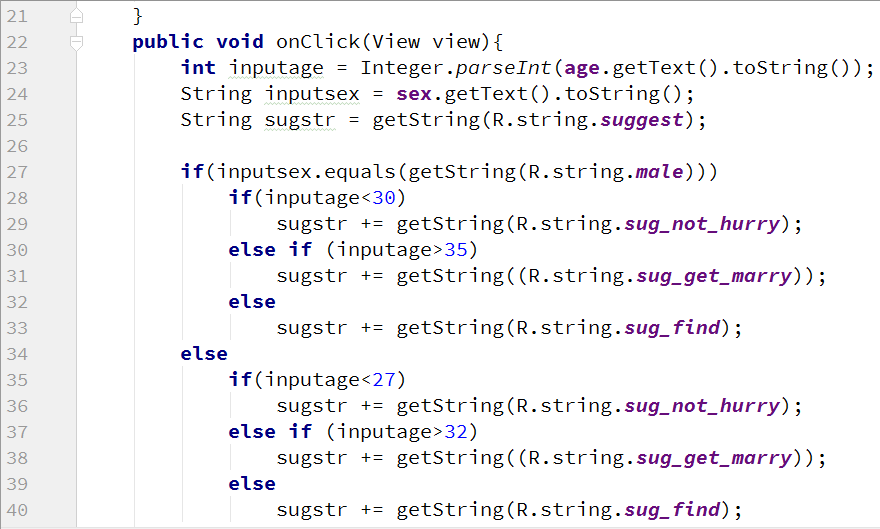 21 }
22 public void onClick(View view){
23 int inputage = Integer.parseInt(age.getText().toString());
24 String inputsex = sex.getText().toString();
25 String sugstr = getString(R.string.suggest);
26
27 if(inputsex.equals(getString(R.string.male)))
28 if(inputage<30)
29 sugstr += getString(R.string.sug_not_hurry);
30 else if (inputage>35)
31 sugstr += getString((R.string.sug_get_marry));
32 else
33 sugstr += getString(R.string.sug_find);
34 else
35 if(inputage<27)
36 sugstr += getString(R.string.sug_not_hurry);
37 else if (inputage>32)
38 sugstr += getString((R.string.sug_get_marry));
39 else
40 sugstr += getString(R.string.sug_find);